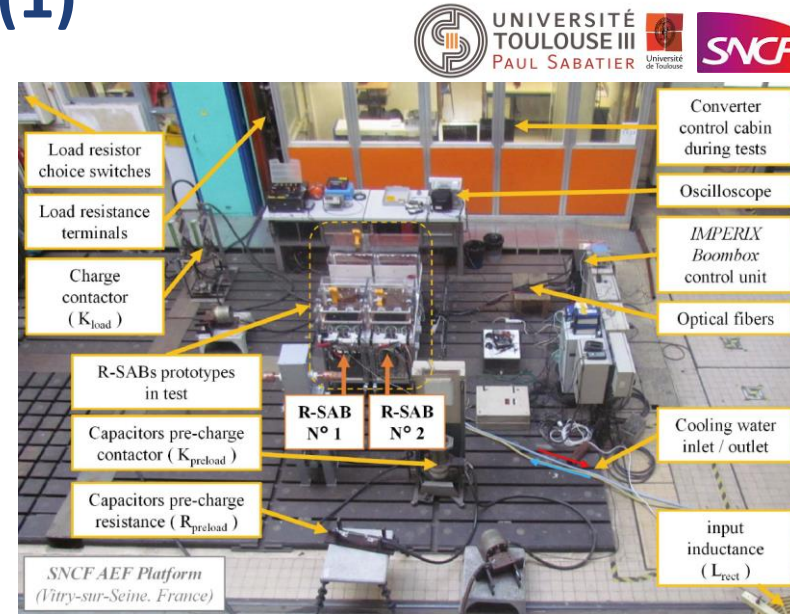 (1)
UNIVERSITÉ
TOULOUSE III
PAUL SABATIER
Université
de Toulouse
SNCF
Load resistor
choice switches
Load resistance
terminals
Charge
contactor
( Kload )
R-SABs prototypes
in test
Capacitors pre-charge
contactor ( Kpreload )
Capacitors pre-charge
resistance ( Rpreload )
SNCF AEF Platform
(Vitry-sur-Seine. France)
R-SAB
N° 1
R-SAB
N° 2
Converter
control cabin
during tests
Oscilloscope
IMPERIX
Boombox
control unit
Optical fibers
Cooling water
inlet / outlet
input
inductance
( Lrect )